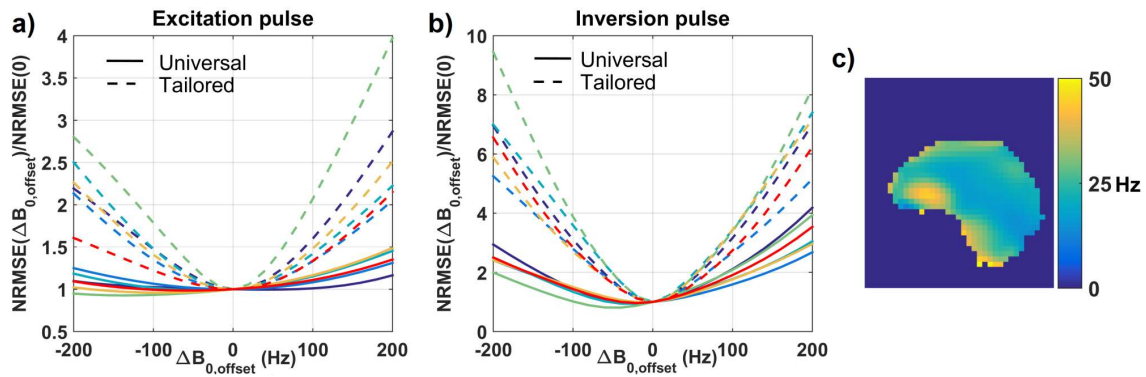 a) Excitation pulse
NRMSE(ΔB0,offset)/NRMSE(0)
4
3.5
3
2.5
2
1.5
1
0.5
Universal
Tailored
-200 -100 0 100 200
ΔB0,offset (Hz)
b) Inversion pulse
NRMSE(ΔB0,offset)/NRMSE(0)
10
8
6
4
2
0
Universal
Tailored
-200 -100 0 100 200
ΔB0,offset (Hz)
c)
50
25 Hz
0